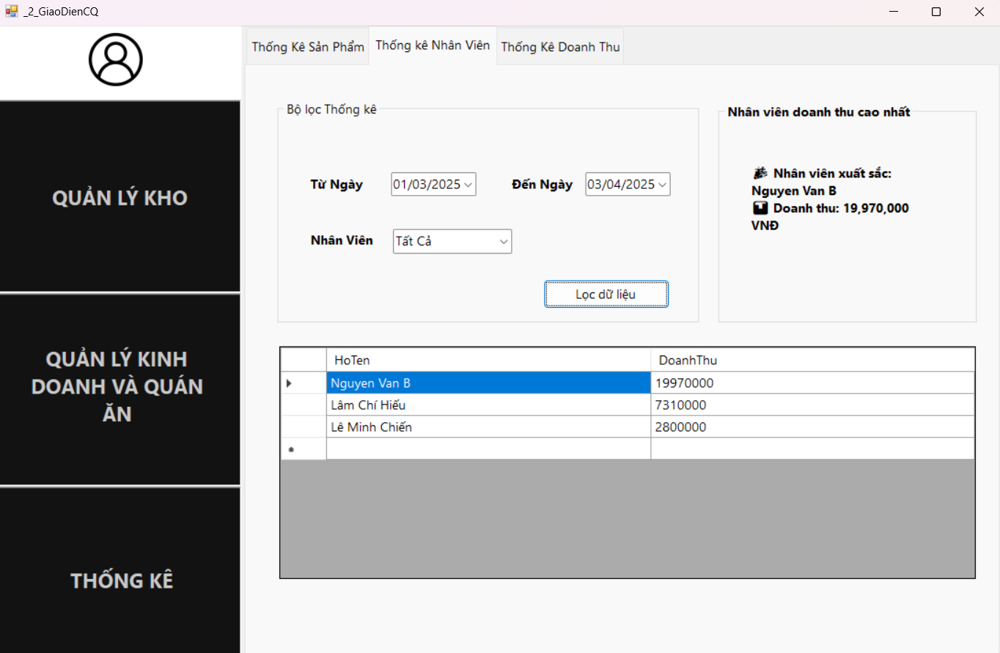 _2_GiaoDienCQ
Thống Kê Sản Phẩm
Thống kê Nhân Viên
Thống Kê Doanh Thu
QUẢN LÝ KHO
QUẢN LÝ KINH
DOANH VÀ QUÁN
ĂN
THỐNG KÊ
Bộ lọc Thống kê
Từ Ngày
01/03/2025
Đến Ngày
03/04/2025
Nhân Viên
Tất Cả
Lọc dữ liệu
Nhân viên doanh thu cao nhất
Nhân viên xuất sắc:
Nguyen Van B
Doanh thu: 19,970,000
VNĐ
HoTen DoanhThu
Nguyen Van B 19970000
Lâm Chí Hiếu 7310000
Lê Minh Chiến 2800000